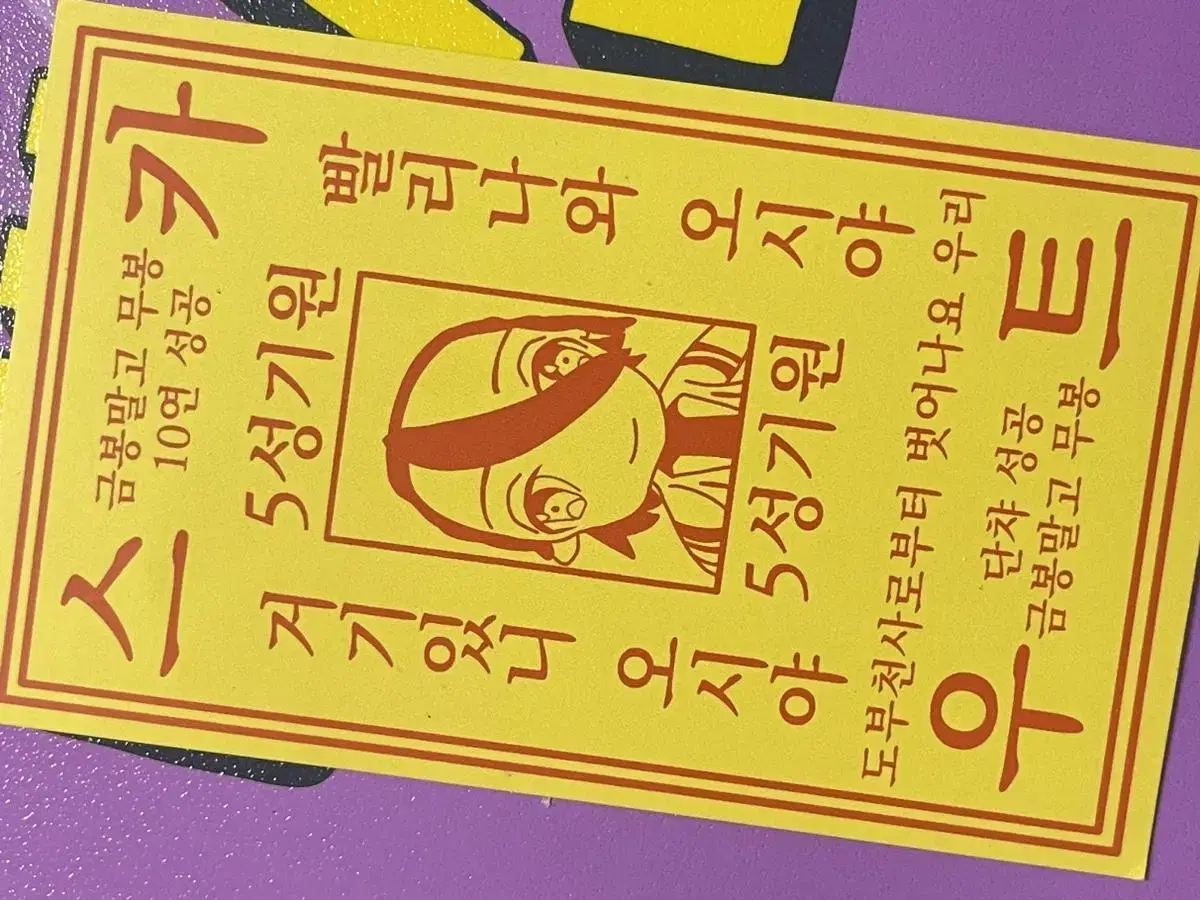 스 카
금봉말고 무봉
10연 성공
5성기원
거기있니 오시야
빨리나와 오시야
5성기원
도부천사로부터 벗어나요 우리
단챠 성공
금봉말고 무봉
우 트